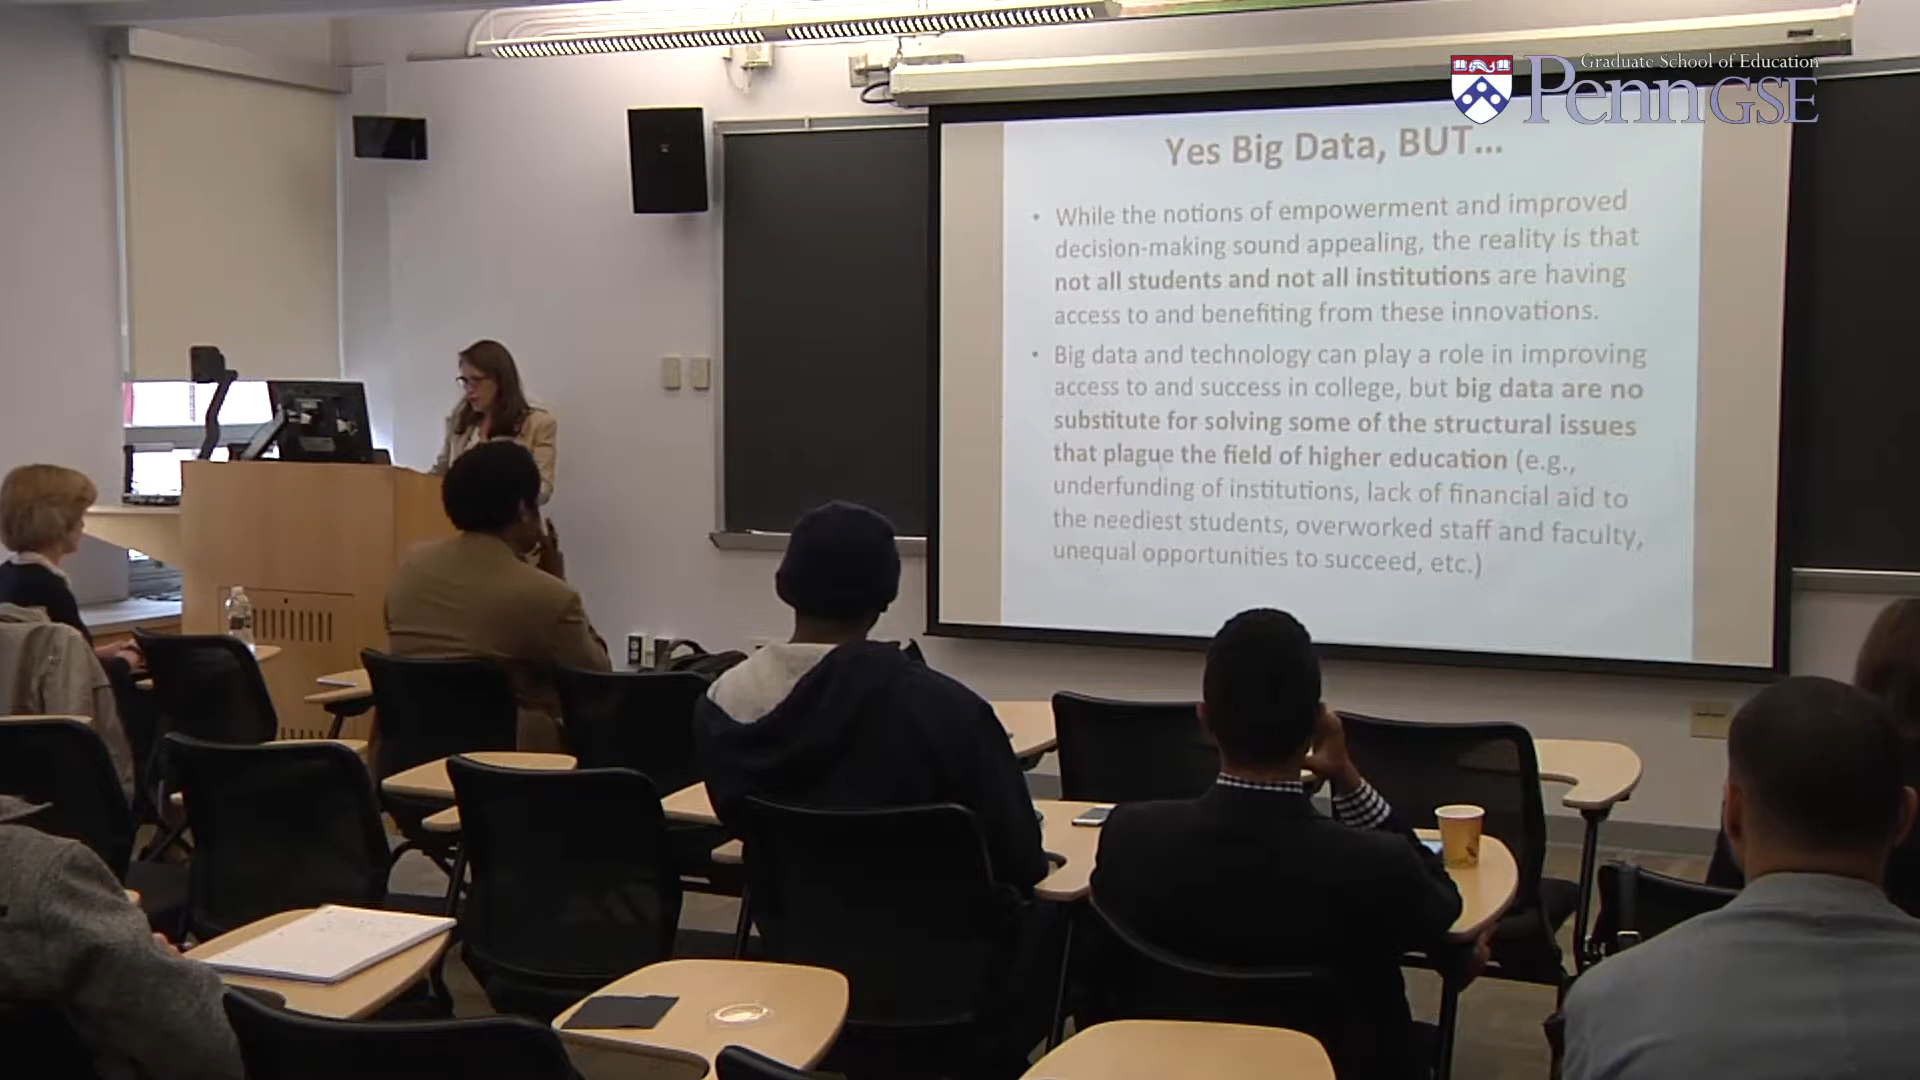 Graduate School of Education
PennGSE
Yes Big Data, BUT...
• While the notions of empowerment and improved
decision-making sound appealing, the reality is that
not all students and not all institutions are having
access to and benefiting from these innovations.
• Big data and technology can play a role in improving
access to and success in college, but big data are no
substitute for solving some of the structural issues
that plague the field of higher education (e.g.,
underfunding of institutions, lack of financial aid to
the neediest students, overworked staff and faculty,
unequal opportunities to succeed, etc.)